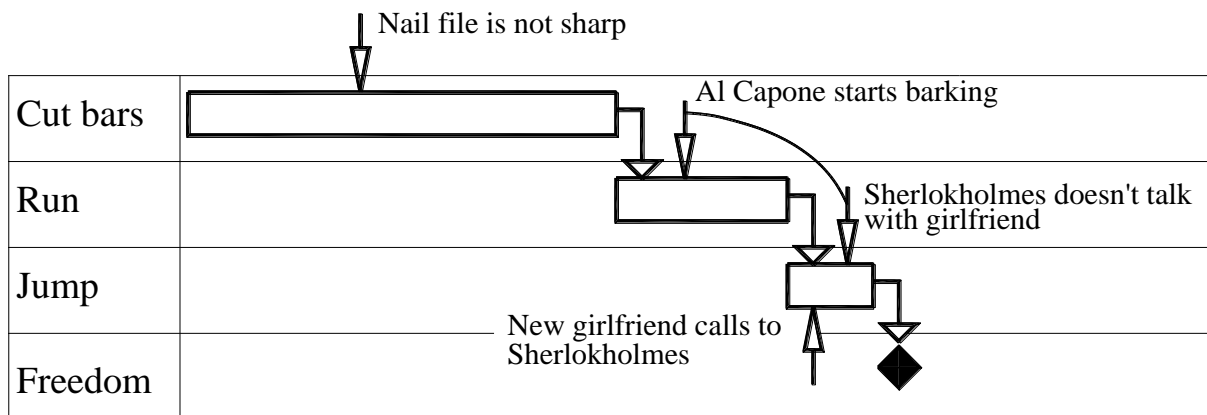 Nail file is not sharp
Cut bars
Al Capone starts barking
Run
Sherlokholmes doesn't talk
with girlfriend
Jump
New girlfriend calls to
Sherlokholmes
Freedom